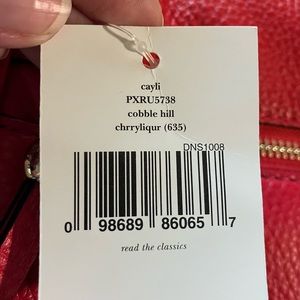 cayli
PXRU5738
cobble hill
chrryliqur (635)
DNS1008
0 98689 86065 7
read the classics